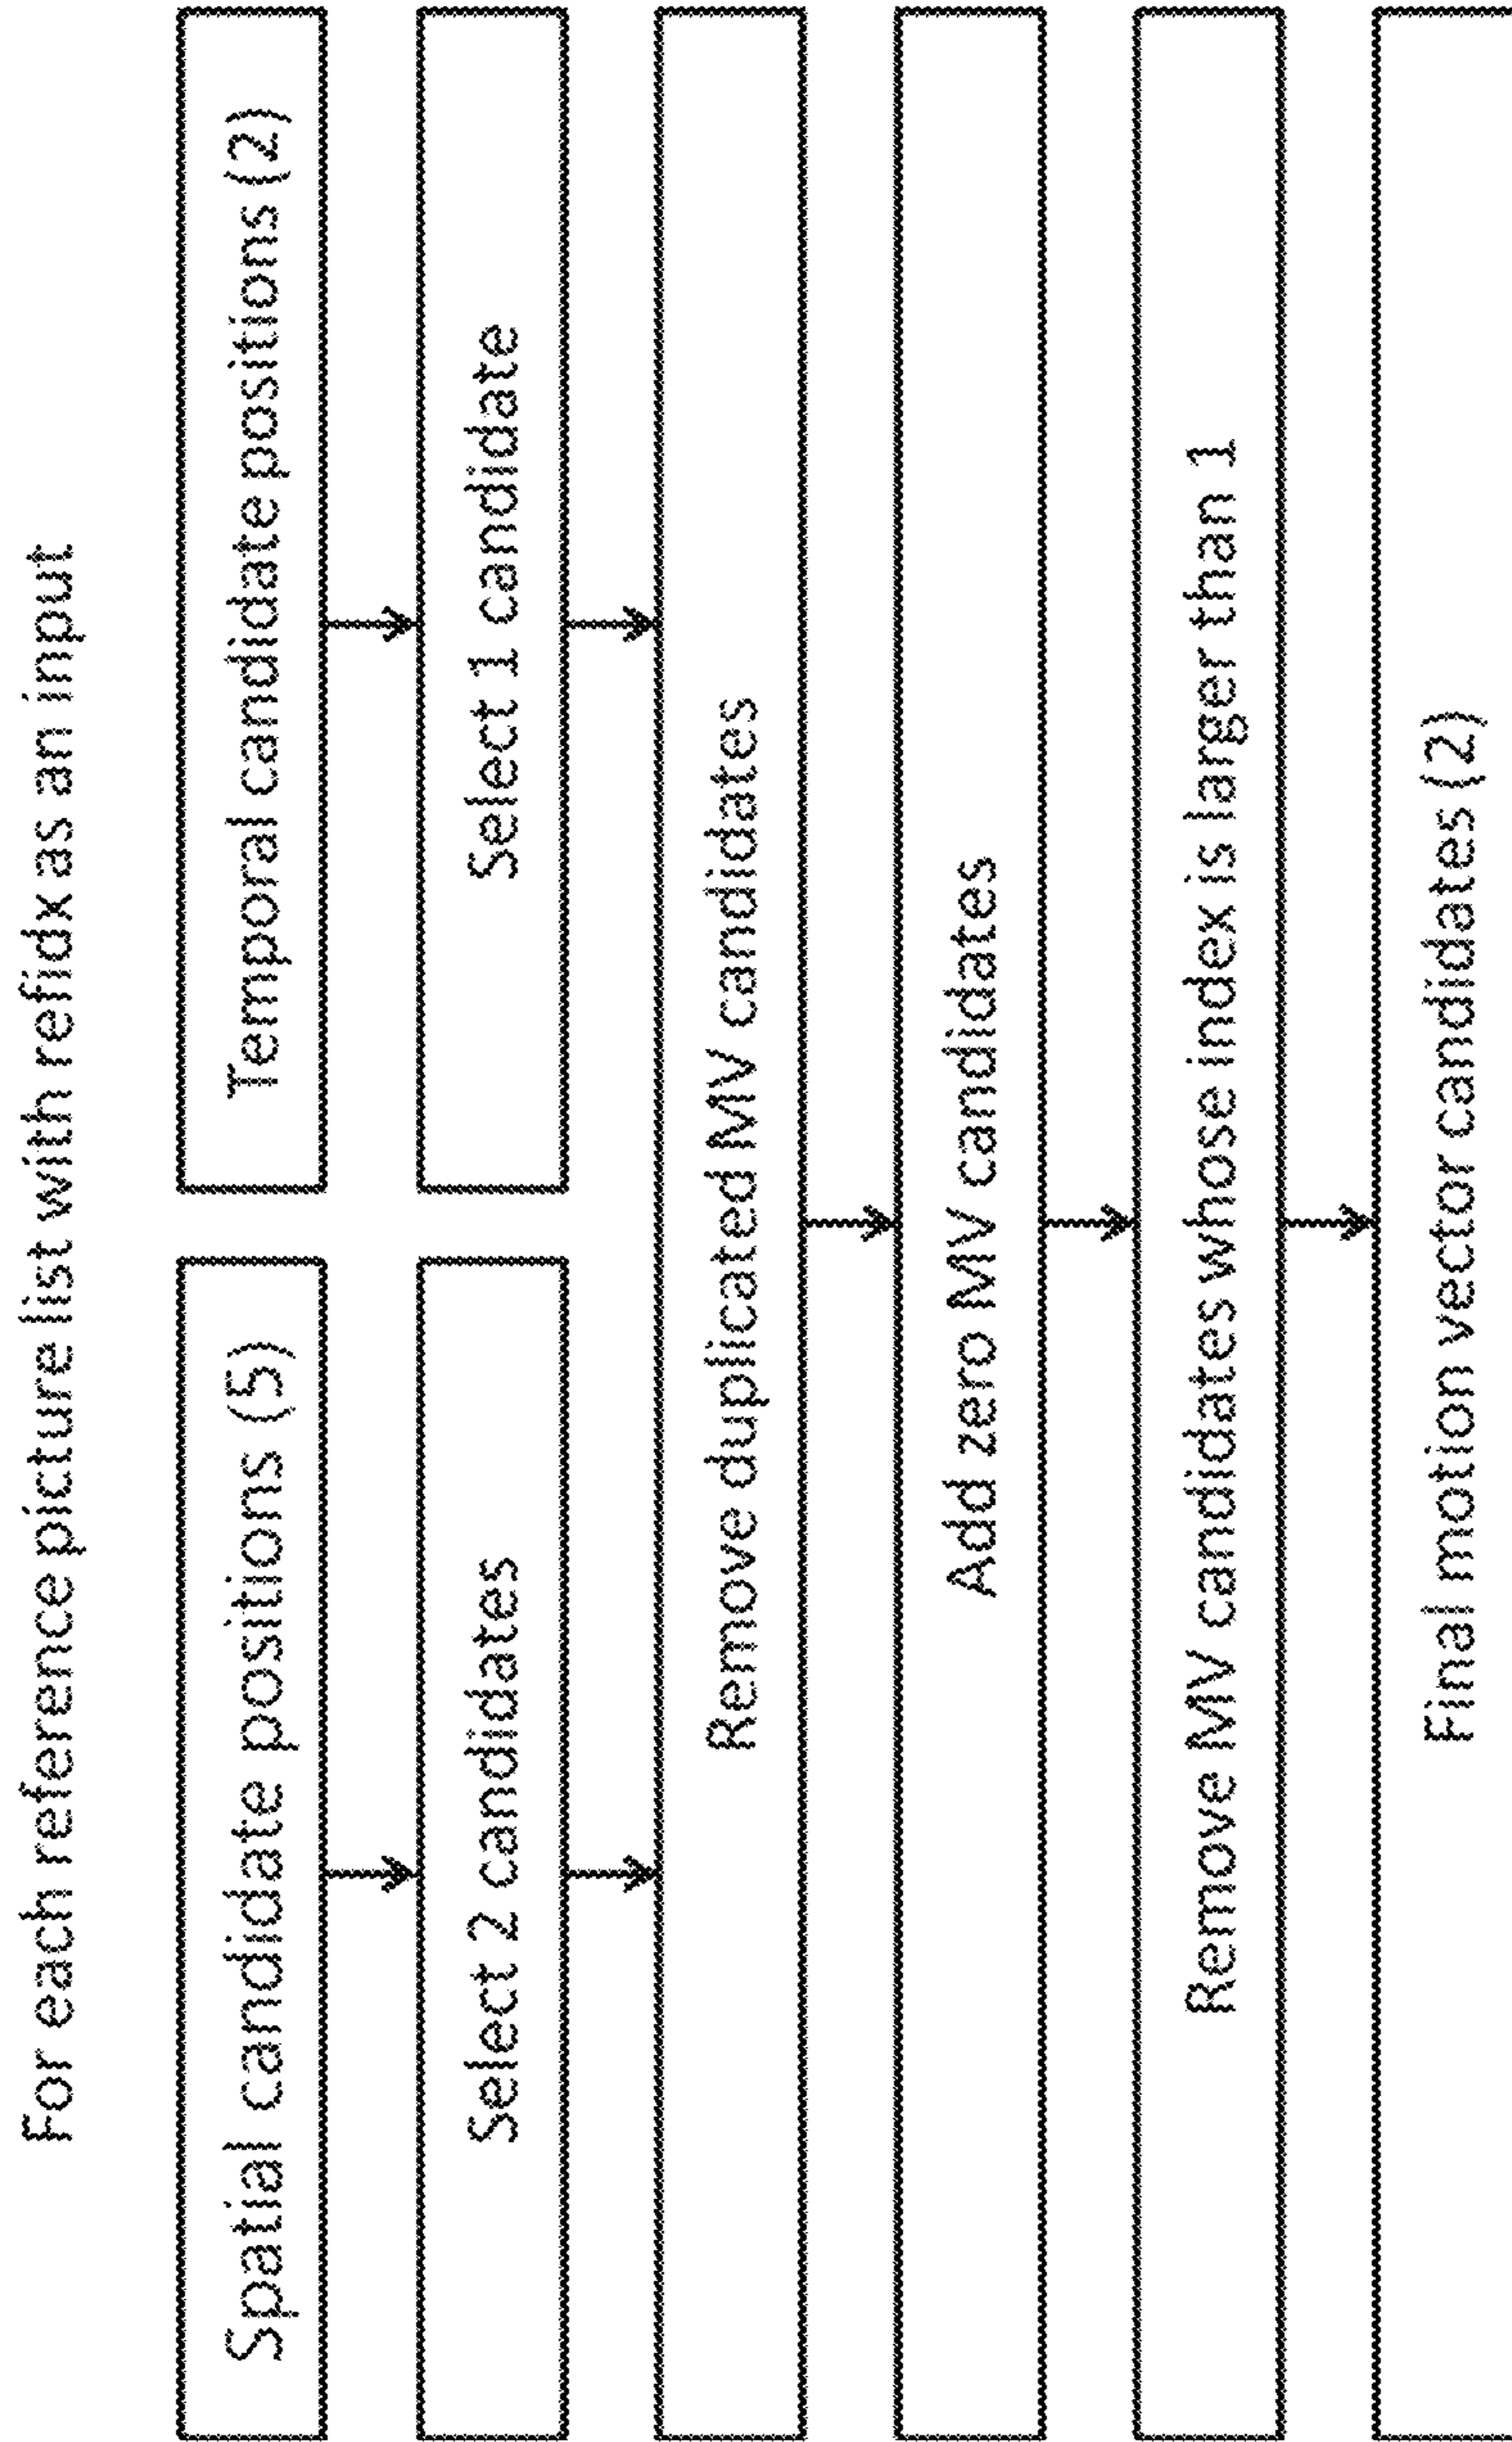 For each reference picture list with refidx as an input
Spatial candidate positions (5)
Temporal candidate positions (2)
Select 2 candidates
Select 1 candidate
Remove duplicated MV candidates
Add zero MV candidates
Remove MV candidates whose index is larger than 1
Final motion vector candidates (2)